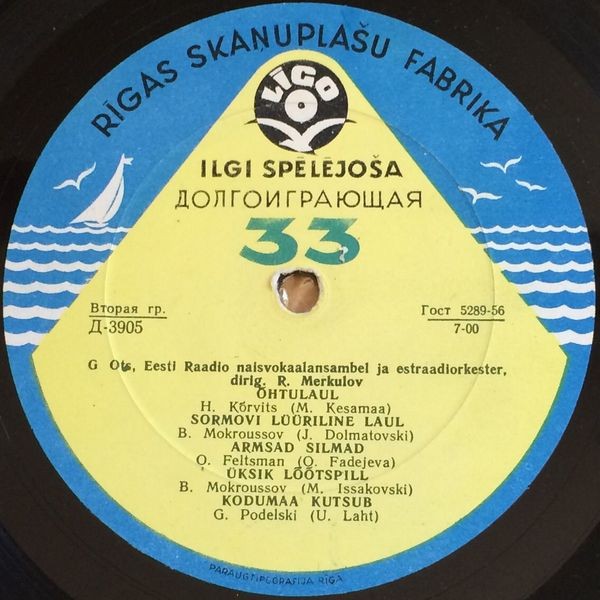 RĪGAS SKAŅUPLAŠU FABRIKA
LĪGO
ILGI SPĒLĒJOŠA
ДОЛГОИГРАЮЩАЯ
33
Вторая гр.
Д-3905
Гост 5289-56
7-00
G Ots, Eesti Raadio naisvokaalansambel ja estraadiorkester,
dirig. R. Merkulov
ÕHTULAUL
H. Kõrvits (M. Kesamaa)
SORMOVI LÜÜRILINE LAUL
B. Mokroussov (J. Dolmatovski)
ARMSAD SILMAD
O. Feltsman (O. Fadejeva)
ÜKSIK LÕÕTSPILL
B. Mokroussov (M. Issakovski)
KODUMAA KUTSUB
G. Podelski (U. Laht)
PARAUGTIPOGRAFIJA RĪGA